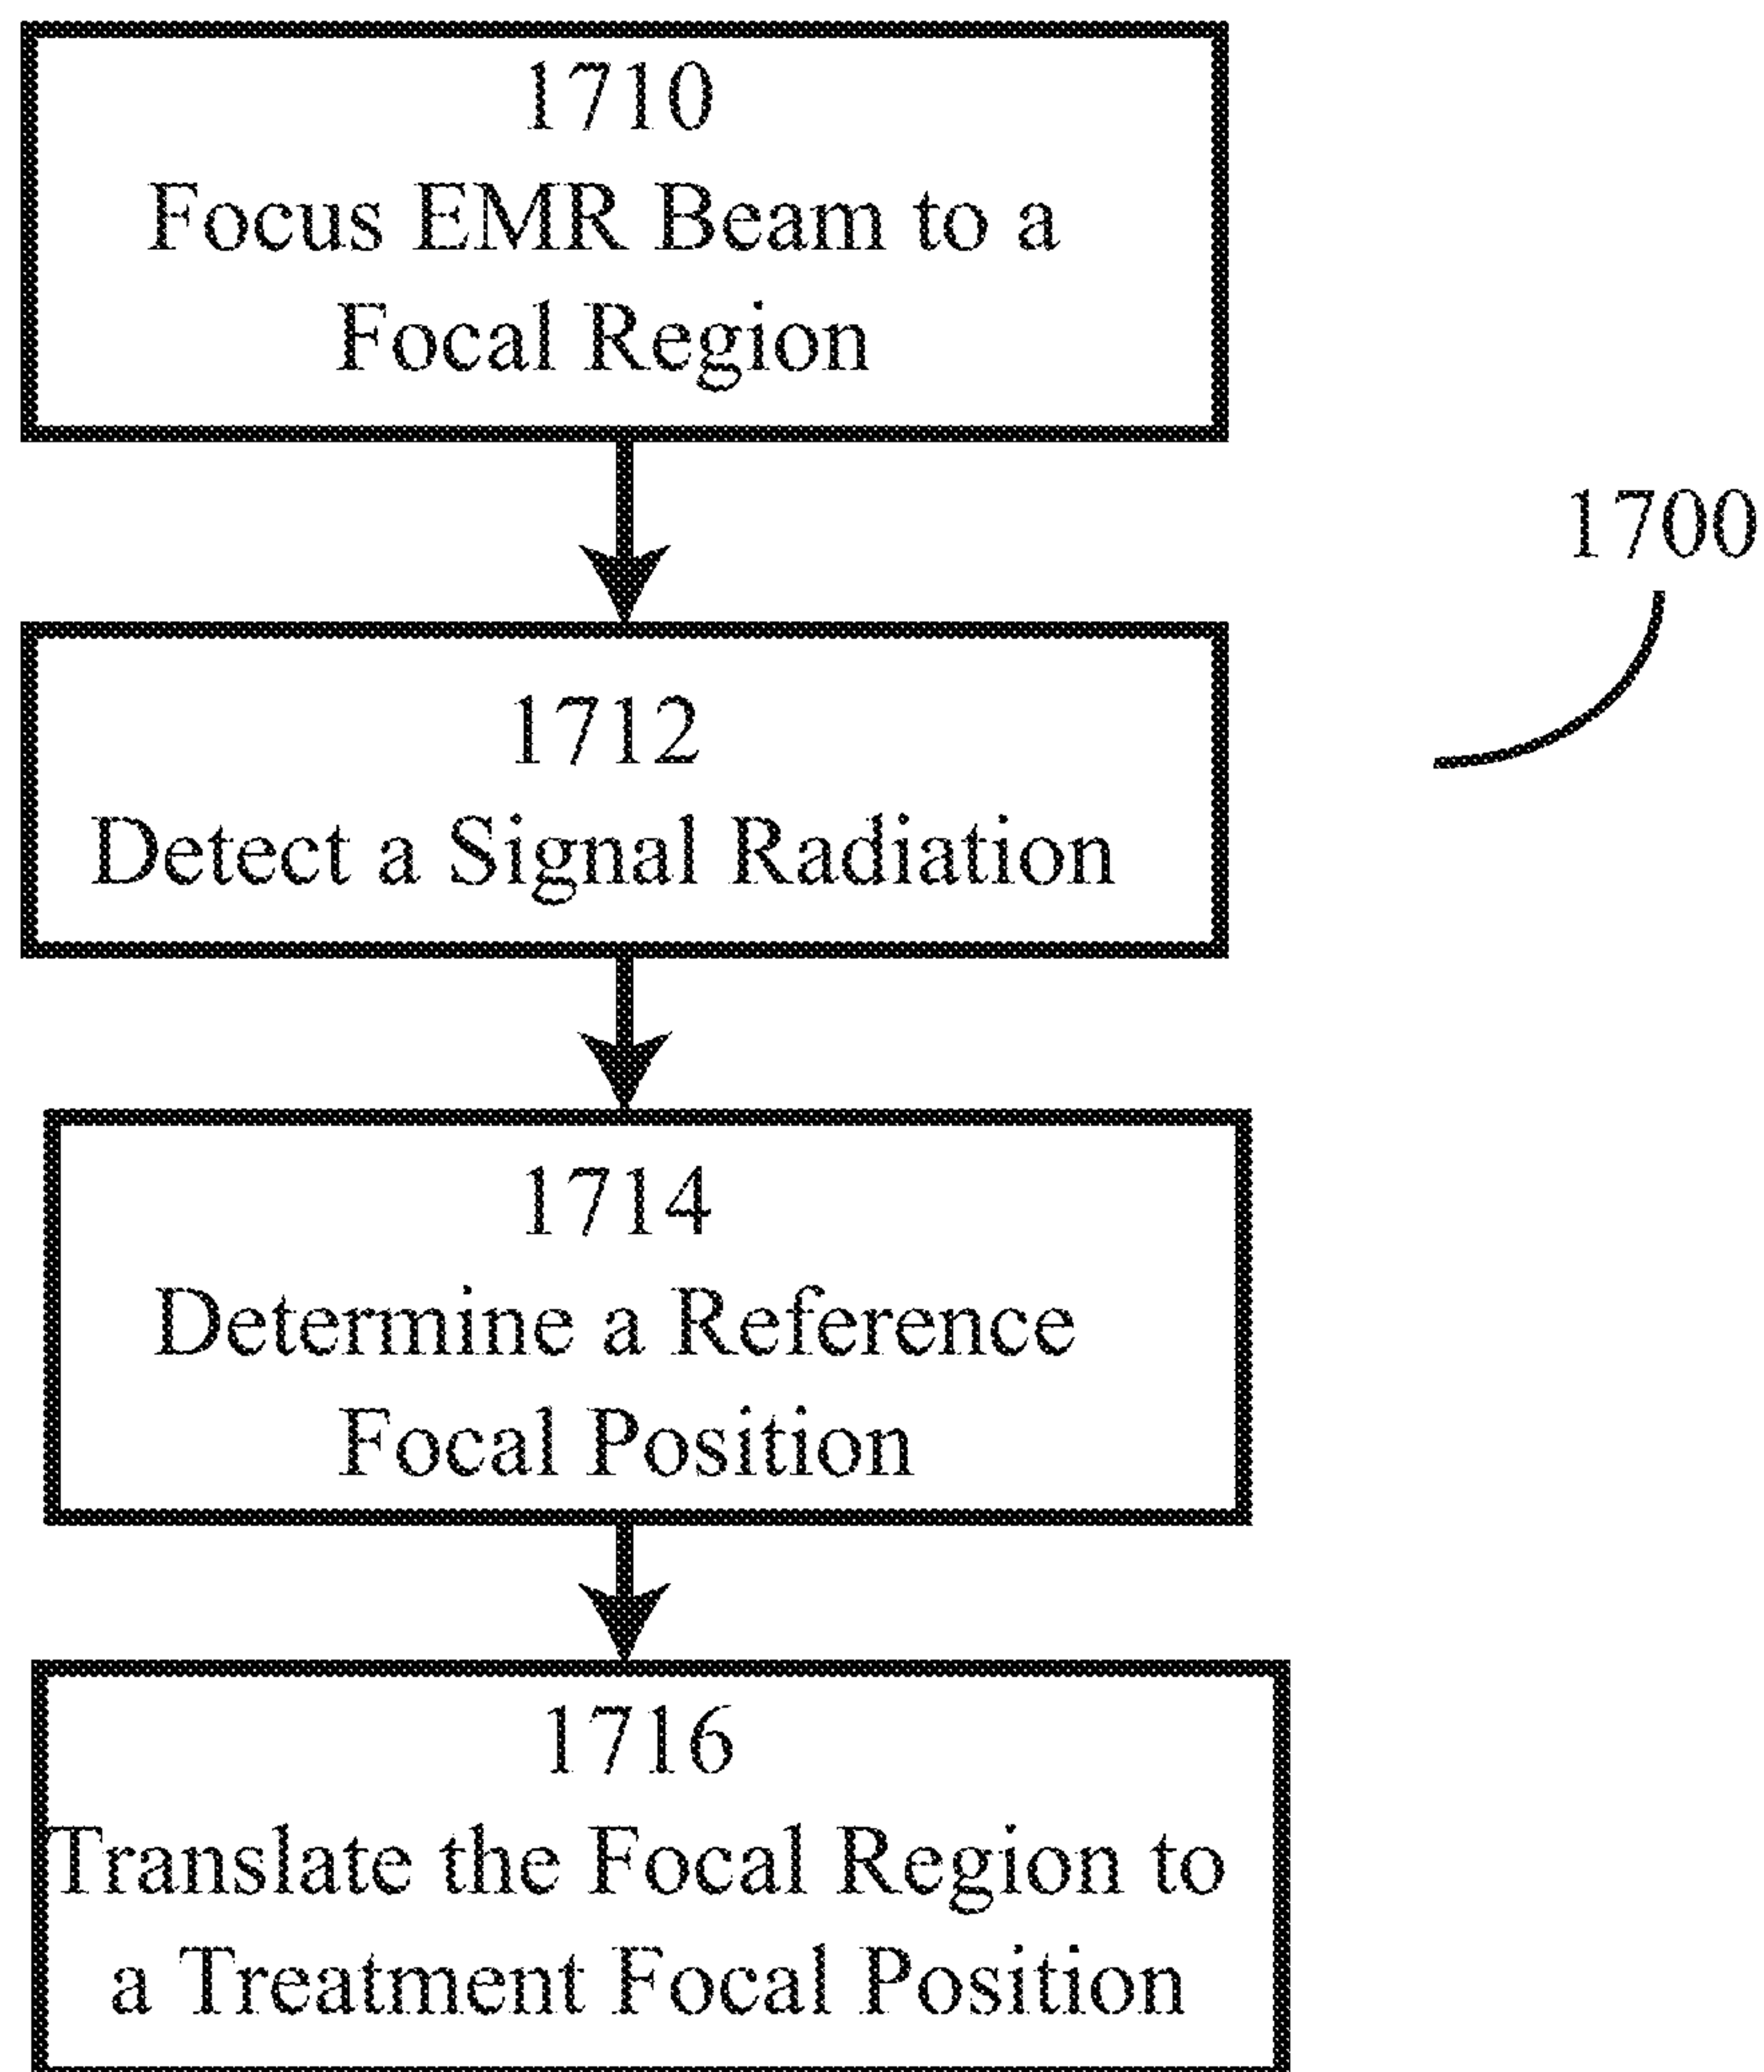 1710
Focus EMR Beam to a
Focal Region
1700
1712
Detect a Signal Radiation
1714
Determine a Reference
Focal Position
1716
Translate the Focal Region to
a Treatment Focal Position